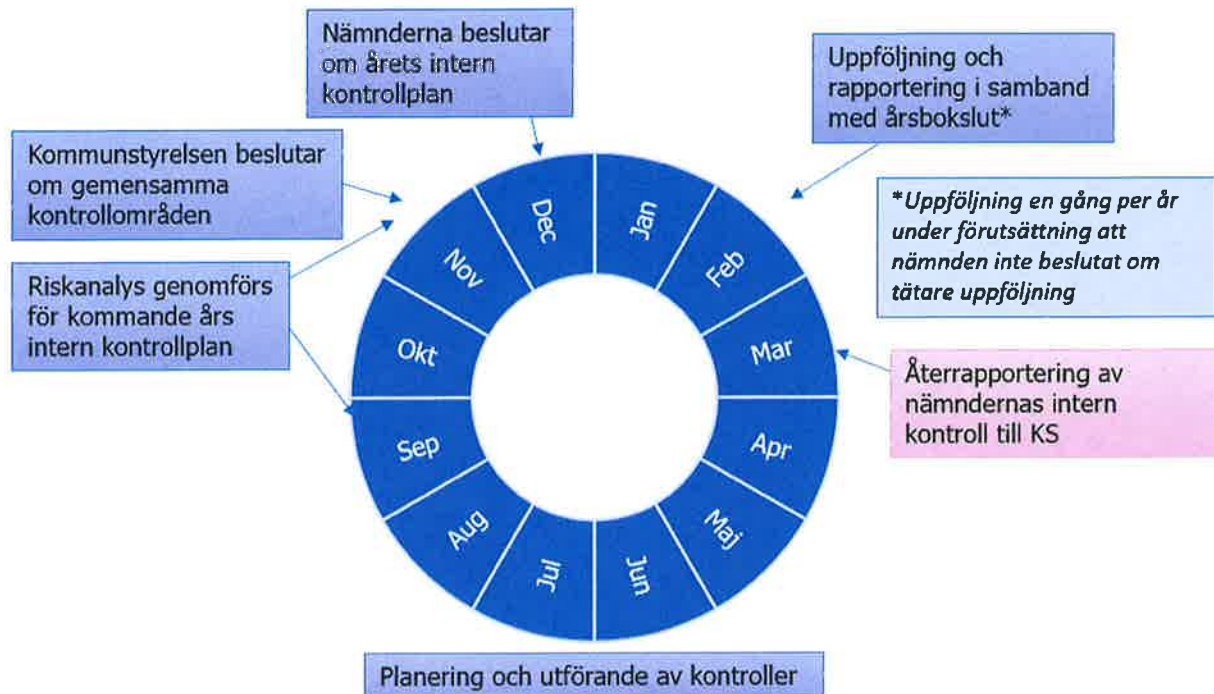 Nämnderna beslutar
om årets intern
kontrollplan
Uppföljning och
rapportering i samband
med årsbokslut*
Kommunstyrelsen beslutar
om gemensamma
kontrollområden
*Uppföljning en gång per år
under förutsättning att
nämnden inte beslutat om
tätare uppföljning
Riskanalys genomförs
för kommande års
intern kontrollplan
Återrapportering av
nämndernas intern
kontroll till KS
Jan
Feb
Mar
Apr
Maj
Jun
Jul
Aug
Sep
Okt
Nov
Dec
Planering och utförande av kontroller